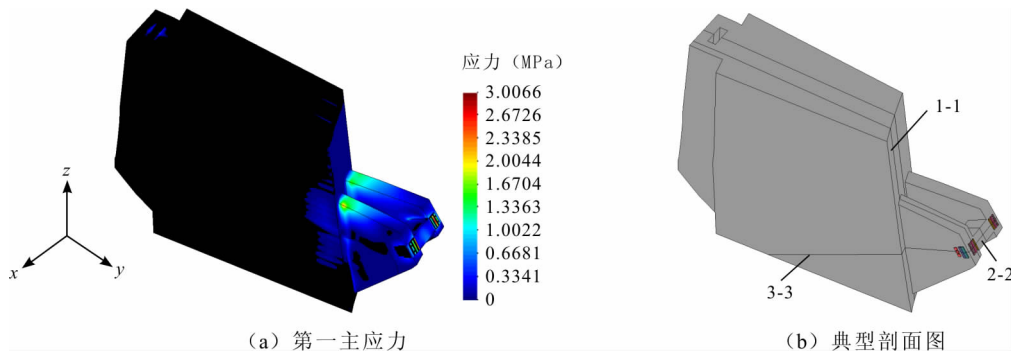 应力（MPa）
3.0066
2.6726
2.3385
2.0044
1.6704
1.3363
1.0022
0.6681
0.3341
0
z
x
y
（a）第一主应力
1-1
2-2
3-3
（b）典型剖面图